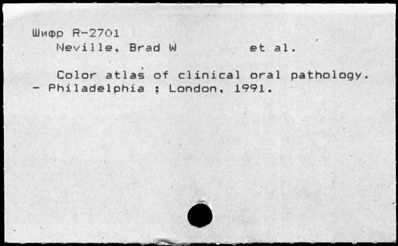 Шифр R-2701
Neville, Brad W et al.
Color atlas of clinical oral pathology.
- Philadelphia ; London, 1991.